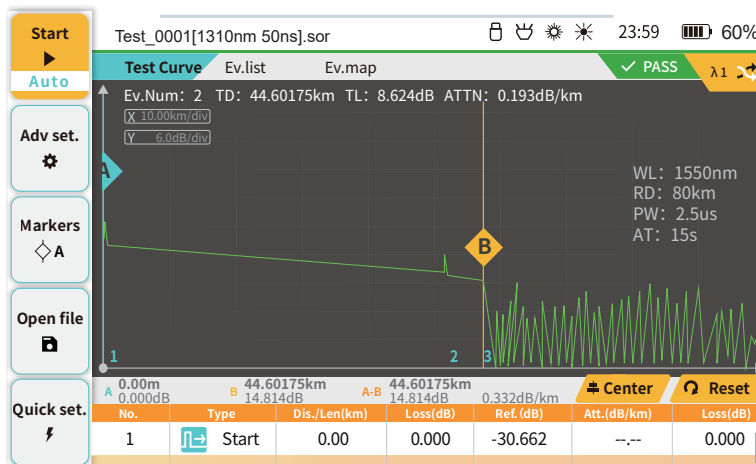 Start
Auto
Adv set.
Markers
A
Open file
Quick set.
Test_0001[1310nm 50ns].sor
23:59
60%
Test Curve
Ev.list
Ev.map
PASS
λ1
Ev.Num: 2 TD: 44.60175km TL: 8.624dB ATTN: 0.193dB/km
X 10.00km/div
Y 6.0dB/div
A
WL: 1550nm
RD: 80km
PW: 2.5us
AT: 15s
B
1 2 3
A 0.00m 0.000dB
B 44.60175km 14.814dB
A-B 44.60175km 14.814dB 0.332dB/km
Center
Reset
No. Type Dis./Len(km) Loss(dB) Ref.(dB) Att.(dB/km) Loss(dB)
1 Start 0.00 0.000 -30.662 --.-- 0.000